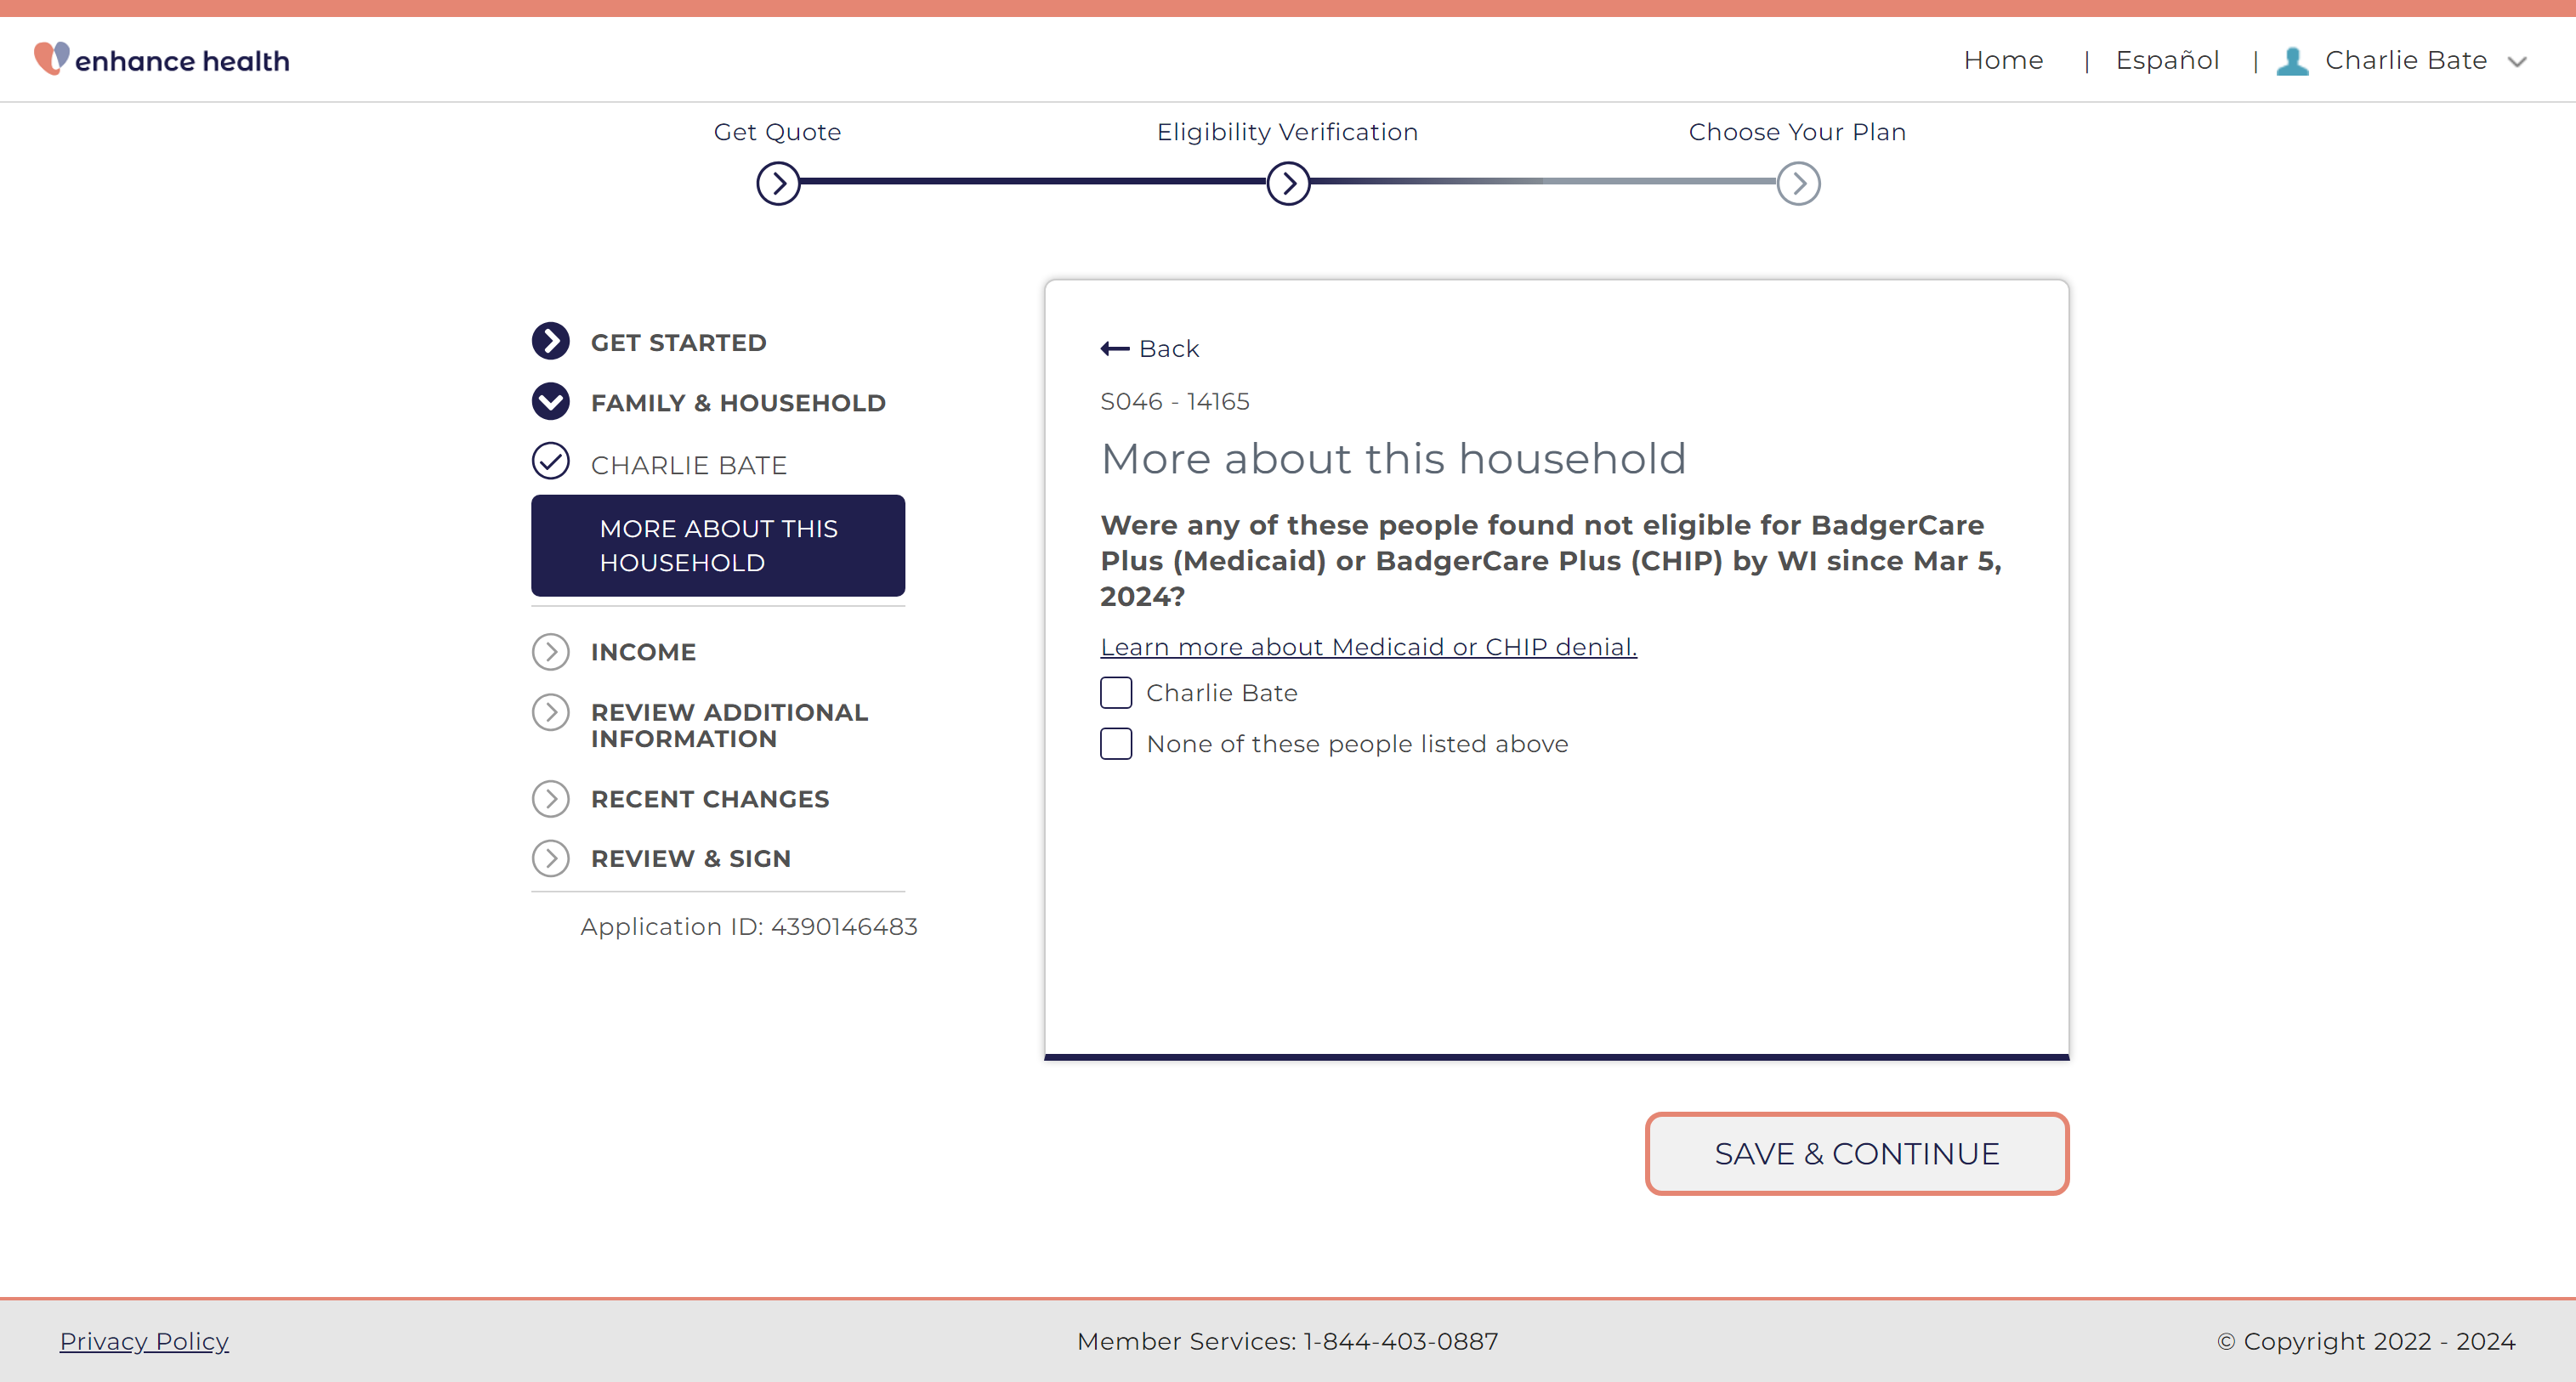 enhance health
Home | Español | Charlie Bate
Get Quote
Eligibility Verification
Choose Your Plan
GET STARTED
FAMILY & HOUSEHOLD
CHARLIE BATE
MORE ABOUT THIS
HOUSEHOLD
INCOME
REVIEW ADDITIONAL
INFORMATION
RECENT CHANGES
REVIEW & SIGN
Application ID: 4390146483
Back
S046 - 14165
More about this household
Were any of these people found not eligible for BadgerCare
Plus (Medicaid) or BadgerCare Plus (CHIP) by WI since Mar 5,
2024?
Learn more about Medicaid or CHIP denial.
Charlie Bate
None of these people listed above
SAVE & CONTINUE
Privacy Policy
Member Services: 1-844-403-0887
© Copyright 2022 - 2024